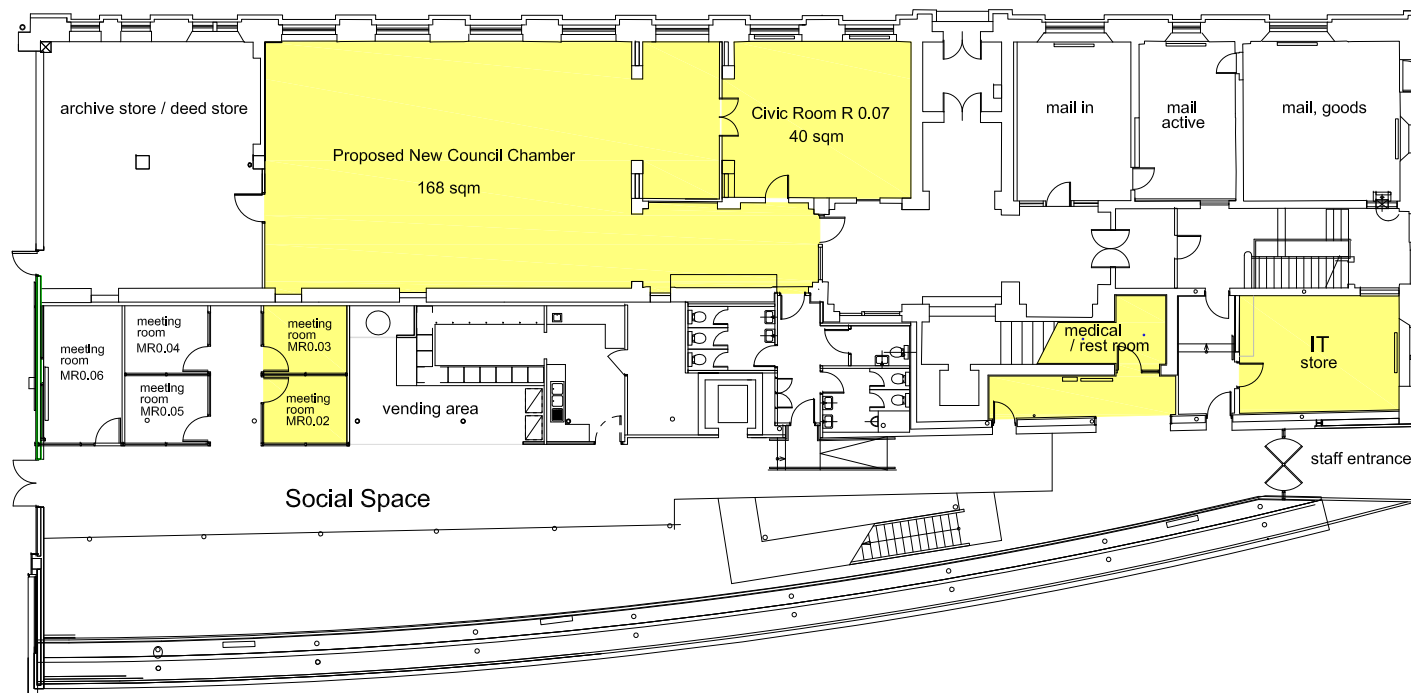 archive store / deed store
Proposed New Council Chamber
168 sqm
Civic Room R 0.07
40 sqm
mail in
mail
active
mail, goods
meeting
room
MR0.06
meeting
room
MR0.04
meeting
room
MR0.05
meeting
room
MR0.03
meeting
room
MR0.02
vending area
medical
/ rest room
IT
store
staff entrance
Social Space